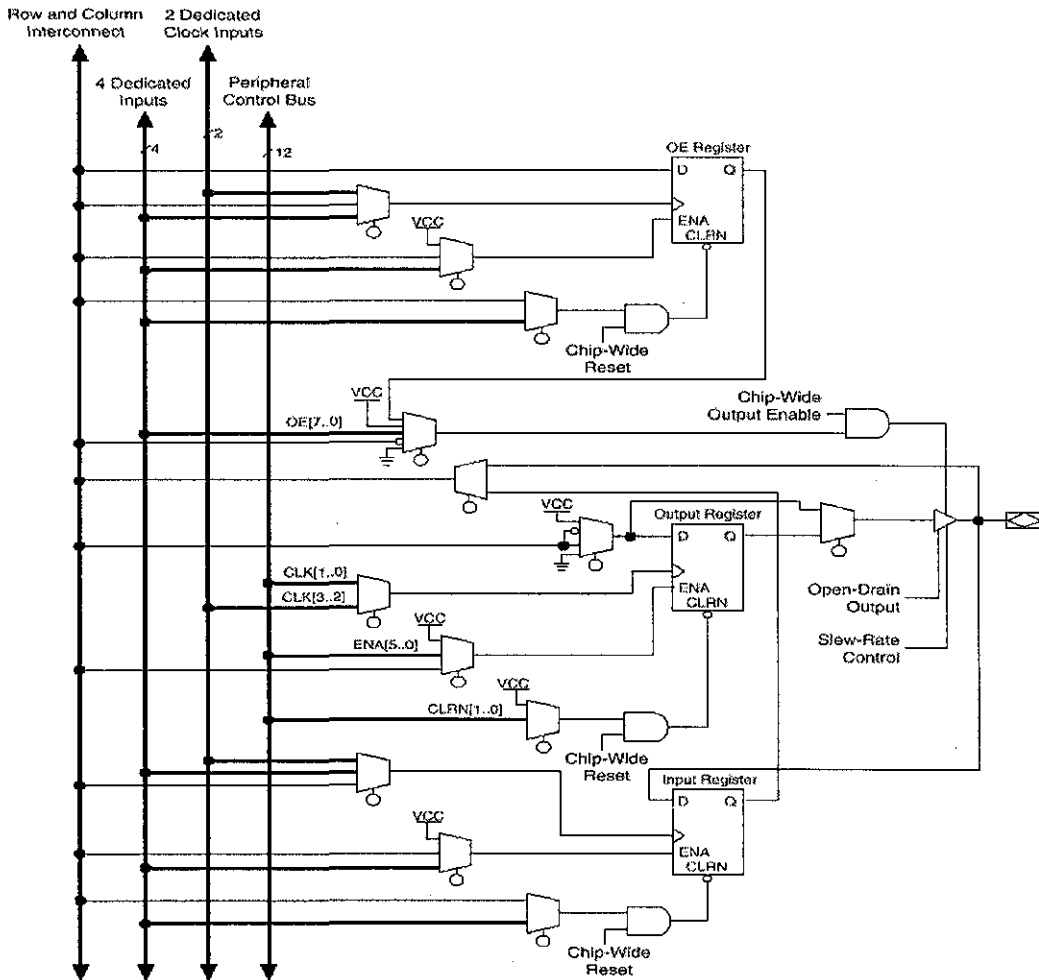 Row and Column
Interconnect
2 Dedicated
Clock Inputs
4 Dedicated
Inputs
Peripheral
Control Bus
2
4
12
OE Register
D Q
ENA
CLRN
VCC
Chip-Wide
Reset
VCC
OE[7..0]
Chip-Wide
Output Enable
VCC
Output Register
D Q
ENA
CLRN
CLK[1..0]
CLK[3..2]
Open-Drain
Output
VCC
ENA[5..0]
Slew-Rate
Control
VCC
CLRN[1..0]
Chip-Wide
Reset
Input Register
D Q
ENA
CLRN
VCC
Chip-Wide
Reset